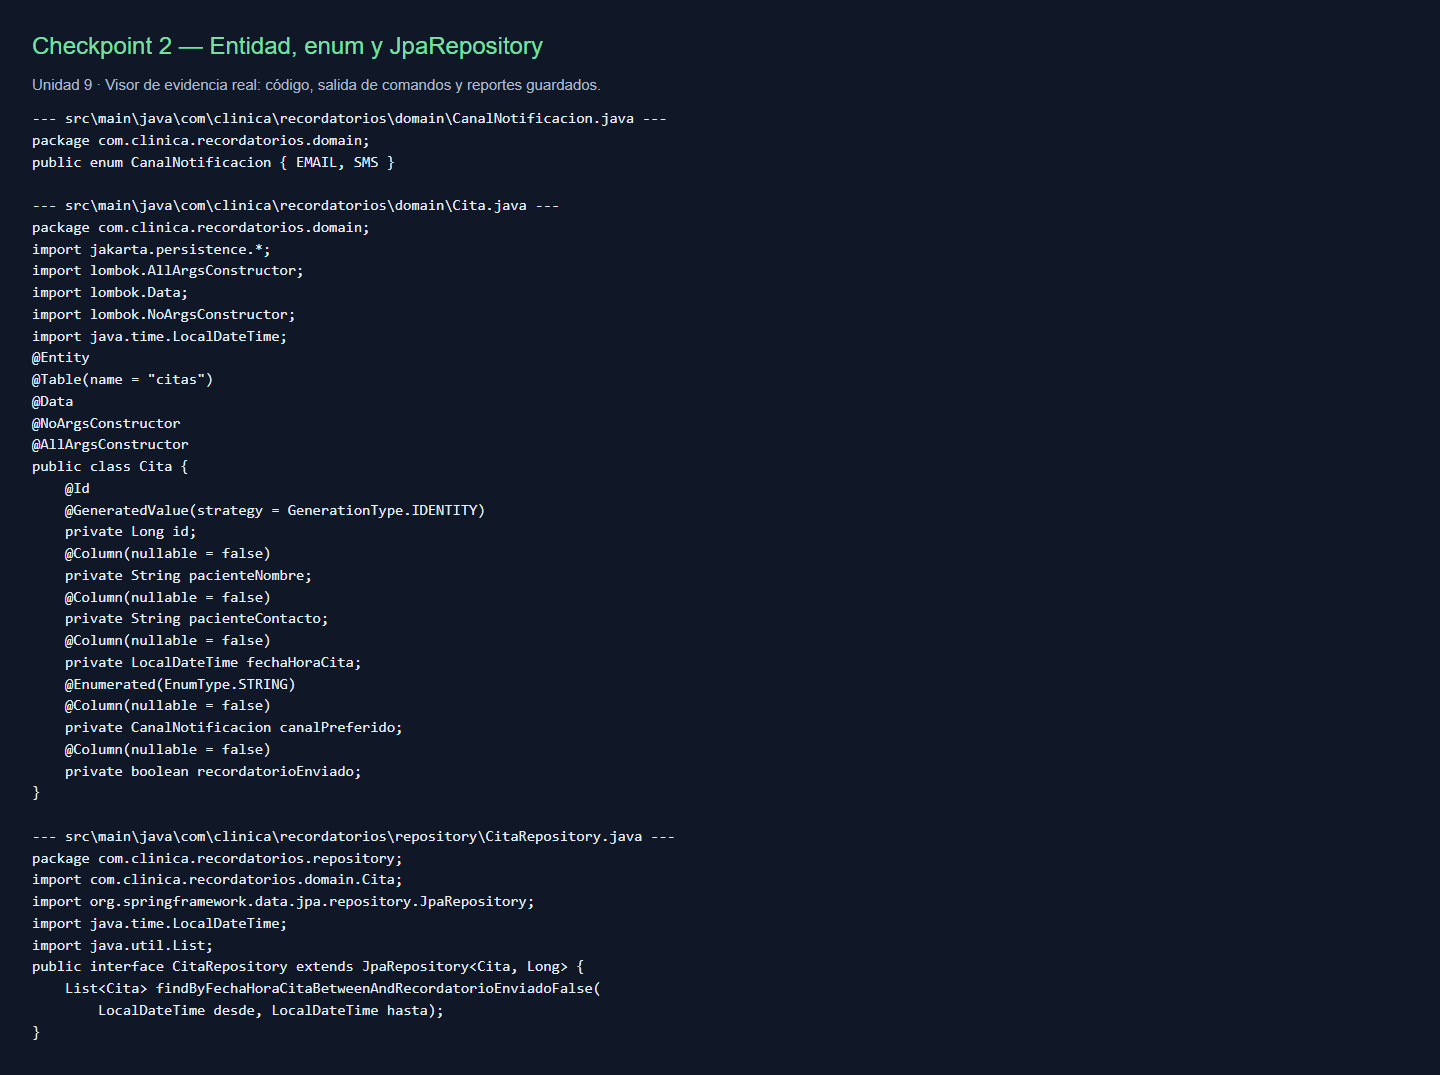 Checkpoint 2 — Entidad, enum y JpaRepository
Unidad 9 · Visor de evidencia real: código, salida de comandos y reportes guardados.
--- src\main\java\com\clinica\recordatorios\domain\CanalNotificacion.java ---
package com.clinica.recordatorios.domain;
public enum CanalNotificacion { EMAIL, SMS }

--- src\main\java\com\clinica\recordatorios\domain\Cita.java ---
package com.clinica.recordatorios.domain;
import jakarta.persistence.*;
import lombok.AllArgsConstructor;
import lombok.Data;
import lombok.NoArgsConstructor;
import java.time.LocalDateTime;
@Entity
@Table(name = "citas")
@Data
@NoArgsConstructor
@AllArgsConstructor
public class Cita {
    @Id
    @GeneratedValue(strategy = GenerationType.IDENTITY)
    private Long id;
    @Column(nullable = false)
    private String pacienteNombre;
    @Column(nullable = false)
    private String pacienteContacto;
    @Column(nullable = false)
    private LocalDateTime fechaHoraCita;
    @Enumerated(EnumType.STRING)
    @Column(nullable = false)
    private CanalNotificacion canalPreferido;
    @Column(nullable = false)
    private boolean recordatorioEnviado;
}

--- src\main\java\com\clinica\recordatorios\repository\CitaRepository.java ---
package com.clinica.recordatorios.repository;
import com.clinica.recordatorios.domain.Cita;
import org.springframework.data.jpa.repository.JpaRepository;
import java.time.LocalDateTime;
import java.util.List;
public interface CitaRepository extends JpaRepository<Cita, Long> {
    List<Cita> findByFechaHoraCitaBetweenAndRecordatorioEnviadoFalse(
        LocalDateTime desde, LocalDateTime hasta);
}